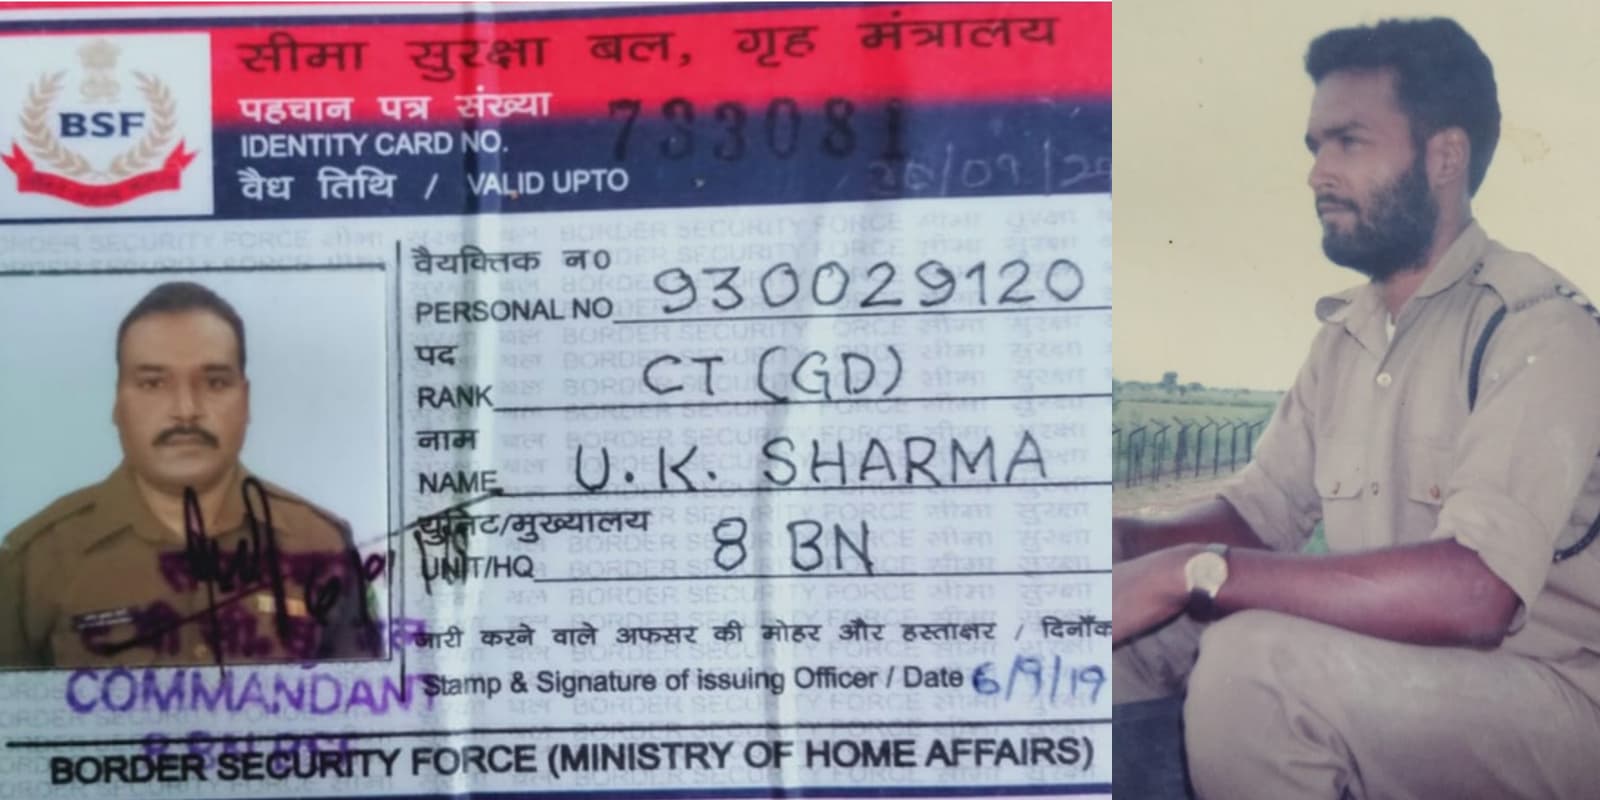 सीमा सुरक्षा बल, गृह मंत्रालय
BSF
पहचान पत्र संख्या 733081
IDENTITY CARD NO.
वैध तिथि / VALID UPTO
वैयक्तिक न०
PERSONAL NO 930029120
पद
RANK CT (GD)
नाम
NAME U.K. SHARMA
युनिट/मुख्यालय
UNIT/HQ 8 BN
जारी करने वाले अफसर की मोहर और हस्ताक्षर / दिनाँक
Stamp & Signature of issuing Officer / Date 6/9/19
COMMANDANT
BORDER SECURITY FORCE (MINISTRY OF HOME AFFAIRS)